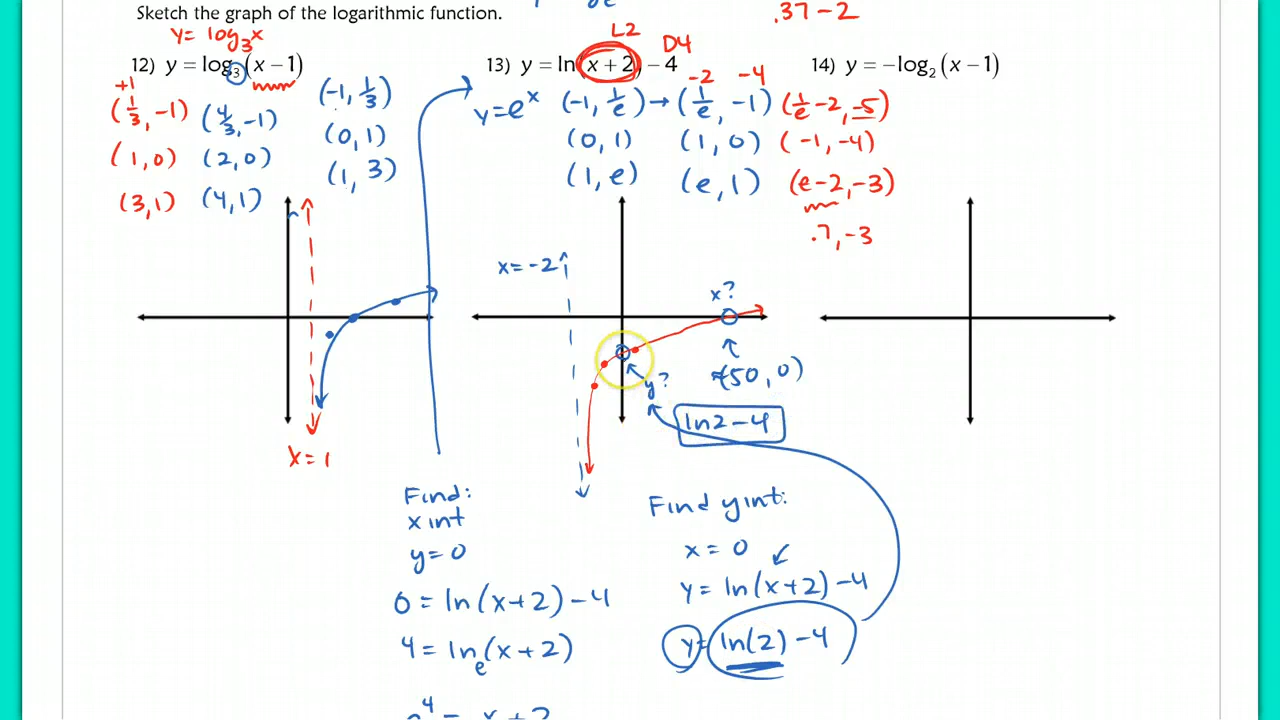 .37 - 2
Sketch the graph of the logarithmic function.
y = log₃x
12) y = log₃(x − 1)
+1
(1/3, -1) (4/3, -1) (-1, 1/3)
(1, 0) (2, 0) (0, 1)
(3, 1) (4, 1) (1, 3)
x = 1
L2
D4
13) y = ln(x + 2) − 4
-2 -4
y = eˣ (-1, 1/e) → (1/e, -1) (1/e - 2, -5)
(0, 1) (1, 0) (-1, -4)
(1, e) (e, 1) (e - 2, -3)
.7, -3
x = -2
x?
y?
(50, 0)
ln2 - 4
Find:
x int
y = 0
0 = ln(x + 2) - 4
4 = lnₑ(x + 2)
e⁴ = x + 2
Find y int:
x = 0
y = ln(x + 2) - 4
y = ln(2) - 4
14) y = −log₂(x − 1)